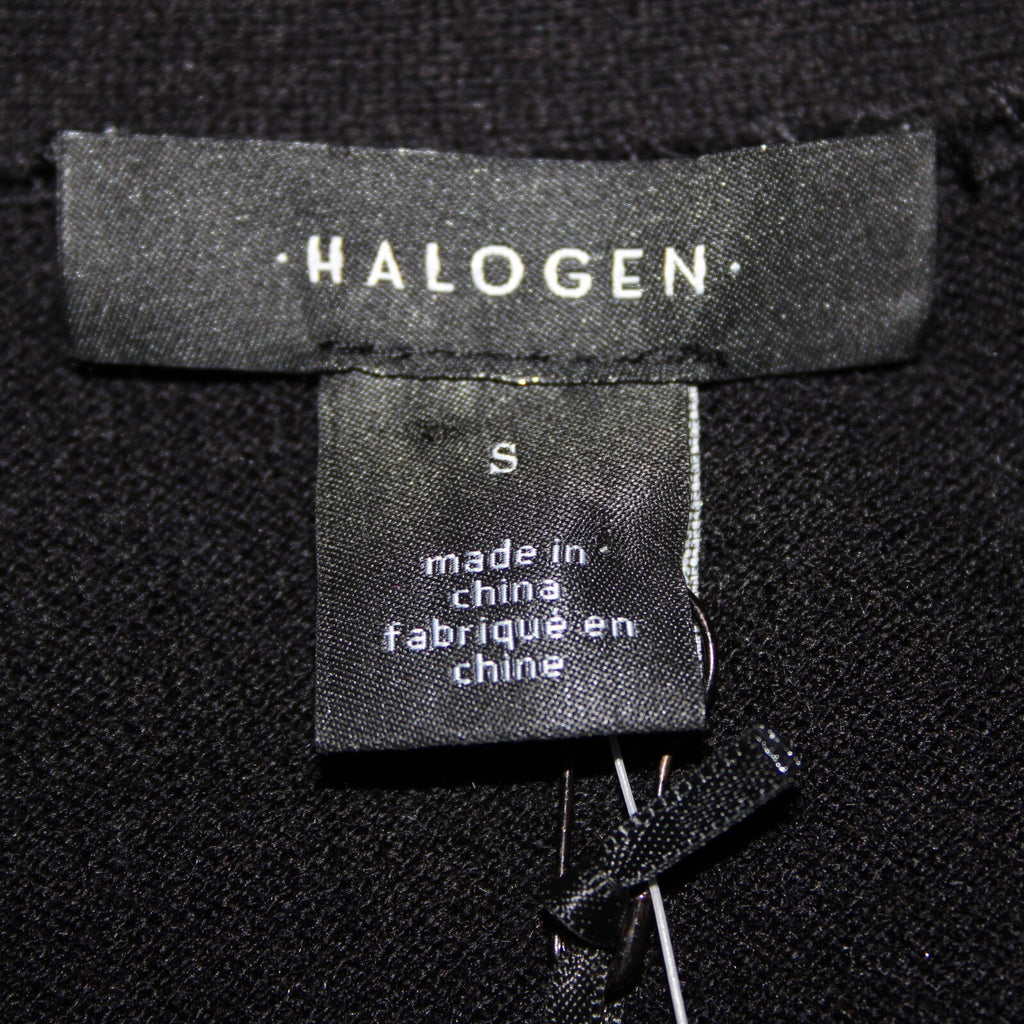 ·HALOGEN·
S
made in
china
fabriqué en
chine